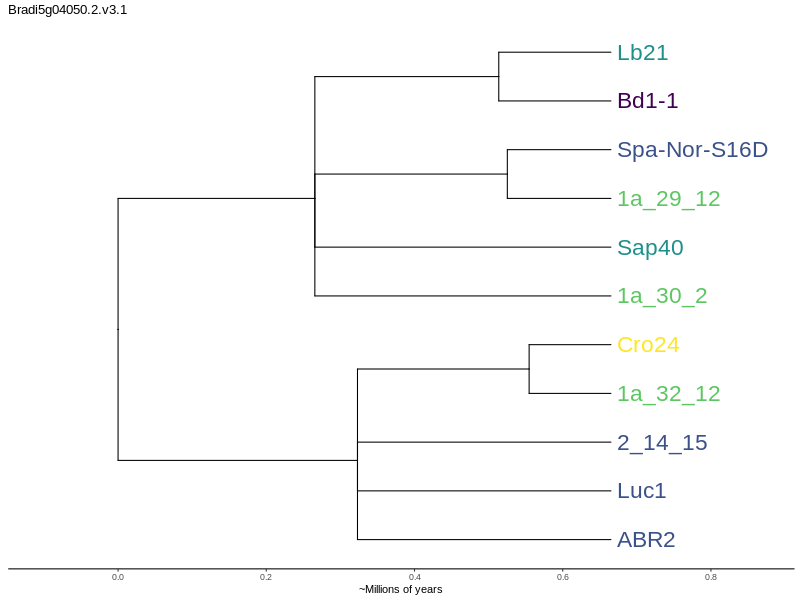 Bradi5g04050.2.v3.1
Lb21
Bd1-1
Spa-Nor-S16D
1a_29_12
Sap40
1a_30_2
Cro24
1a_32_12
2_14_15
Luc1
ABR2
0.0 0.2 0.4 0.6 0.8
~Millions of years